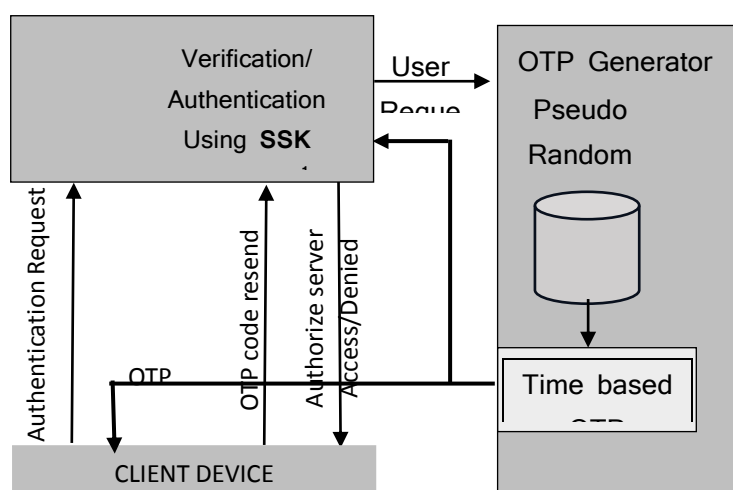 Verification/
Authentication
Using SSK
User
OTP Generator
Pseudo
Random
Time based
Authentication Request
OTP
OTP code resend
Authorize server
Access/Denied
CLIENT DEVICE